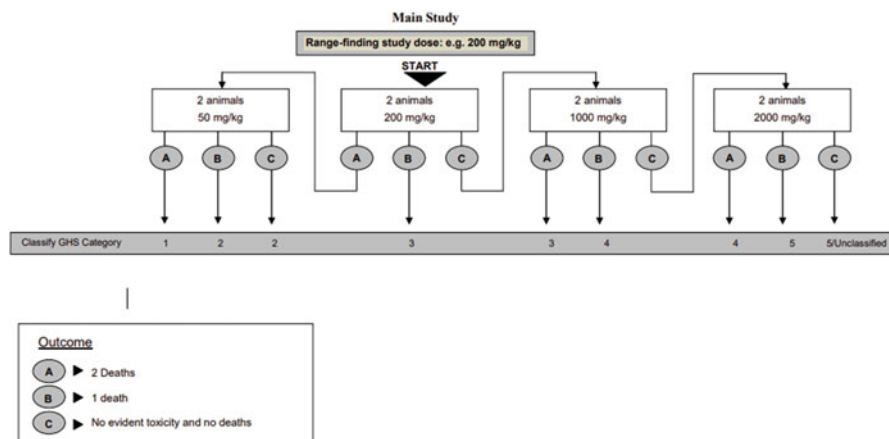 Main Study
Range-finding study dose: e.g. 200 mg/kg
START
2 animals
50 mg/kg
2 animals
200 mg/kg
2 animals
1000 mg/kg
2 animals
2000 mg/kg
A B C A B C A B C A B C
Classify GHS Category 1 2 2 3 3 4 4 5 5/Unclassified
Outcome
A 2 Deaths
B 1 death
C No evident toxicity and no deaths